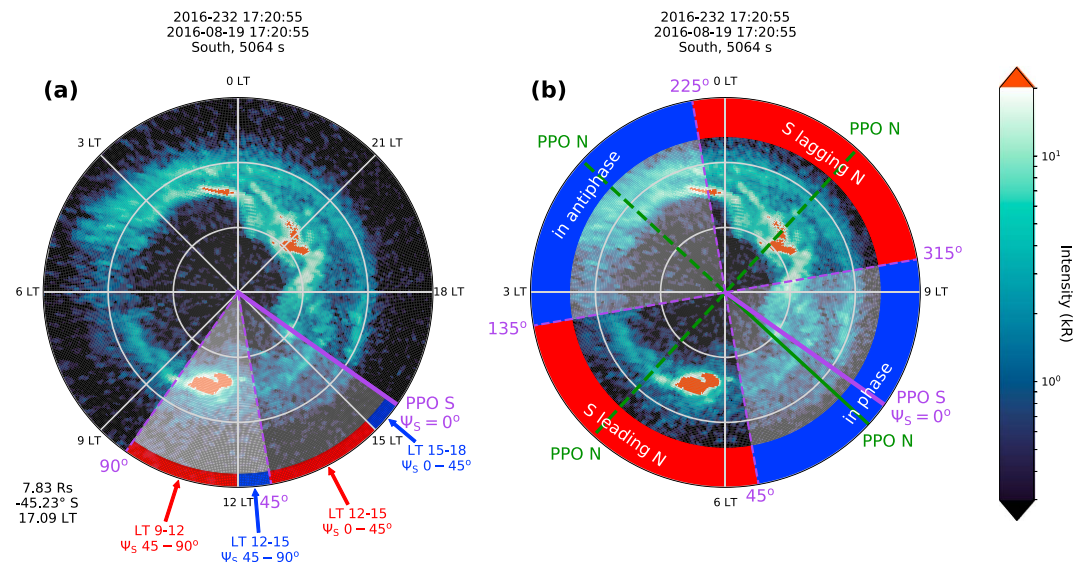 2016-232 17:20:55
2016-08-19 17:20:55
South, 5064 s
(a)
0 LT
3 LT
21 LT
6 LT
18 LT
9 LT
15 LT
12 LT
90°
45°
PPO S
Ψ_S = 0°
LT 15-18
Ψ_S 0 − 45°
LT 12-15
Ψ_S 0 − 45°
LT 9-12
Ψ_S 45 − 90°
LT 12-15
Ψ_S 45 − 90°
7.83 Rs
-45.23° S
17.09 LT
2016-232 17:20:55
2016-08-19 17:20:55
South, 5064 s
(b)
0 LT
225°
PPO N
PPO N
in antiphase
S lagging N
315°
3 LT
9 LT
135°
S leading N
in phase
PPO S
Ψ_S = 0°
PPO N
PPO N
45°
6 LT
10¹
10⁰
Intensity (kR)